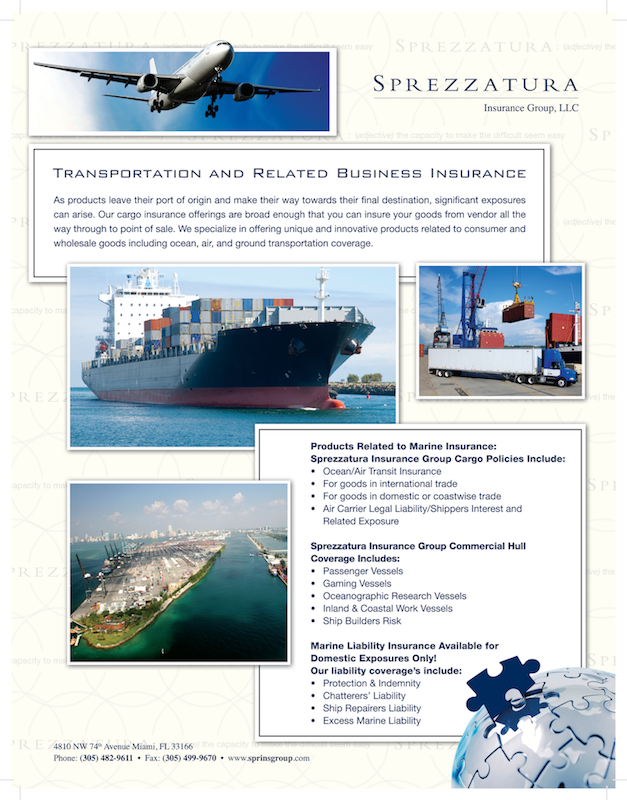 SPREZZATURA
Insurance Group, LLC
TRANSPORTATION AND RELATED BUSINESS INSURANCE
As products leave their port of origin and make their way towards their final destination, significant exposures
can arise. Our cargo insurance offerings are broad enough that you can insure your goods from vendor all the
way through to point of sale. We specialize in offering unique and innovative products related to consumer and
wholesale goods including ocean, air, and ground transportation coverage.
Products Related to Marine Insurance:
Sprezzatura Insurance Group Cargo Policies Include:
• Ocean/Air Transit Insurance
• For goods in international trade
• For goods in domestic or coastwise trade
• Air Carrier Legal Liability/Shippers Interest and
Related Exposure
Sprezzatura Insurance Group Commercial Hull
Coverage Includes:
• Passenger Vessels
• Gaming Vessels
• Oceanographic Research Vessels
• Inland & Coastal Work Vessels
• Ship Builders Risk
Marine Liability Insurance Available for
Domestic Exposures Only!
Our liability coverage's include:
• Protection & Indemnity
• Chatterers' Liability
• Ship Repairers Liability
• Excess Marine Liability
4810 NW 74th Avenue Miami, FL 33166
Phone: (305) 482-9611 • Fax: (305) 499-9670 • www.sprinsgroup.com